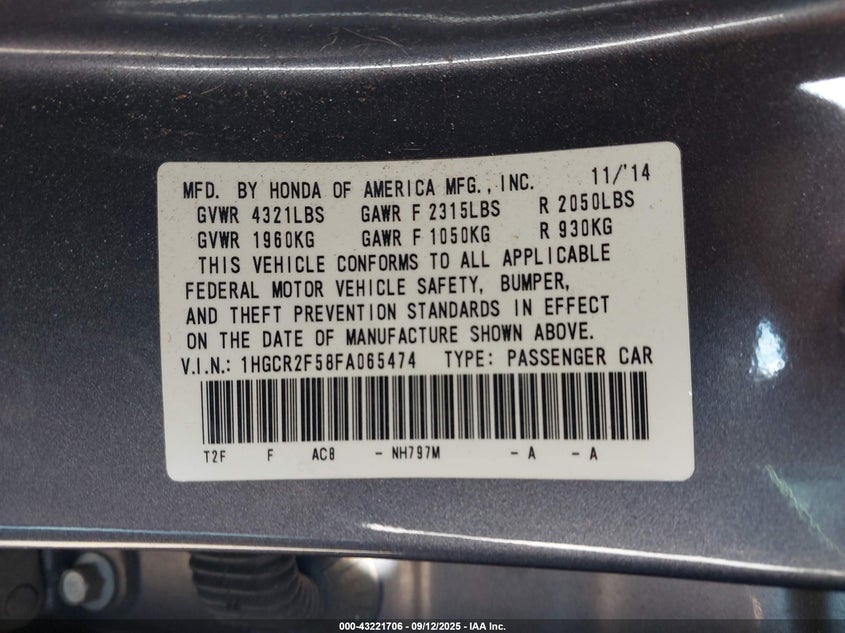 MFD. BY HONDA OF AMERICA MFG., INC. 11/'14
GVWR 4321LBS GAWR F 2315LBS R 2050LBS
GVWR 1960KG GAWR F 1050KG R 930KG
THIS VEHICLE CONFORMS TO ALL APPLICABLE
FEDERAL MOTOR VEHICLE SAFETY, BUMPER,
AND THEFT PREVENTION STANDARDS IN EFFECT
ON THE DATE OF MANUFACTURE SHOWN ABOVE.
V.I.N.: 1HGCR2F58FA065474 TYPE: PASSENGER CAR
T2F F AC8 - NH797M - A - A
000-43221706 - 09/12/2025 - IAA Inc.